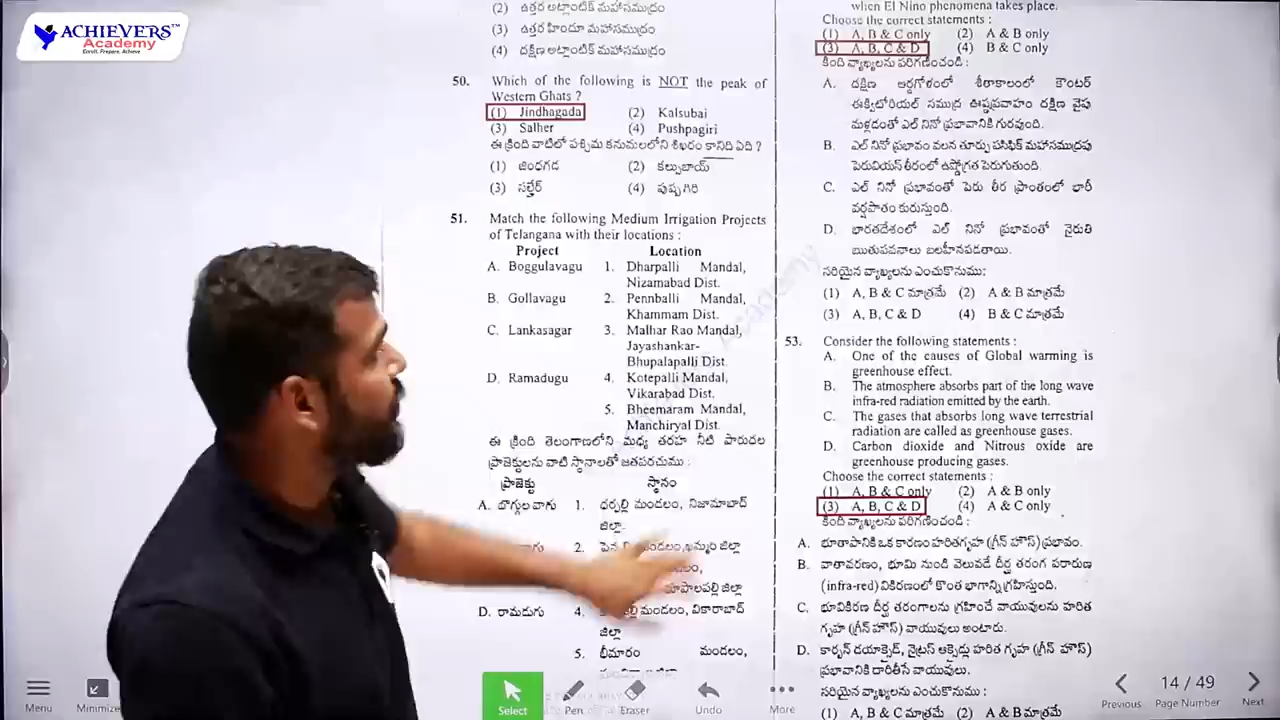 ACHIEVERS
Academy
Enroll, Prepare, Achieve
(2) ఉత్తర అట్లాంటిక్ మహాసముద్రం
(3) ఉత్తర హిందూ మహాసముద్రం
(4) దక్షిణ అట్లాంటిక్ మహాసముద్రం
50. Which of the following is NOT the peak of
Western Ghats ?
(1) Jindhagada (2) Kalsubai
(3) Salher (4) Pushpagiri
ఈ క్రింది వాటిలో పశ్చిమ కనుమలలోని శిఖరం కానిది ఏది ?
(1) జింధగడ (2) కల్సుబాయ్
(3) సల్హేర్ (4) పుష్పగిరి
51. Match the following Medium Irrigation Projects
of Telangana with their locations :
Project Location
A. Boggulavagu 1. Dharpalli Mandal,
Nizamabad Dist.
B. Gollavagu 2. Pennballi Mandal,
Khammam Dist.
C. Lankasagar 3. Malhar Rao Mandal,
Jayashankar-
Bhupalapalli Dist.
D. Ramadugu 4. Kotepalli Mandal,
Vikarabad Dist.
5. Bheemaram Mandal,
Manchiryal Dist.
ఈ క్రింది తెలంగాణలోని మధ్య తరహా నీటి పారుదల
ప్రాజెక్టులను వాటి స్థానాలతో జతపరచుము :
ప్రాజెక్టు స్థానం
A. బొగ్గులవాగు 1. ధర్పల్లి మండలం, నిజామాబాద్
జిల్లా
2. మండలం, ఖమ్మం జిల్లా
D. రామడుగు 4. మండలం, వికారాబాద్
జిల్లా
5. భీమారం మండలం,
when El Nino phenomena takes place.
Choose the correct statements :
(1) A, B & C only (2) A & B only
(3) A, B, C & D (4) B & C only
కింది వ్యాఖ్యలను పరిగణించండి :
A. దక్షిణ అర్ధగోళంలో శీతాకాలంలో కౌంటర్
ఈక్విటోరియల్ సముద్ర ఉష్ణప్రవాహం దక్షిణ వైపు
మళ్లడంతో ఎల్ నినో ప్రభావానికి గురవుంది.
B. ఎల్ నినో ప్రభావం వలన తూర్పు పసిఫిక్ మహాసముద్రపు
పెరువియన్ తీరంలో ఉష్ణోగ్రత పెరుగుతుంది.
C. ఎల్ నినో ప్రభావంతో పెరు తీర ప్రాంతంలో భారీ
వర్షపాతం కురుస్తుంది.
D. భారతదేశంలో ఎల్ నినో ప్రభావంతో నైరుతి
ఋతుపవనాలు బలహీనపడతాయి.
సరియైన వ్యాఖ్యలను ఎంచుకొనుము:
(1) A, B & C మాత్రమే (2) A & B మాత్రమే
(3) A, B, C & D (4) B & C మాత్రమే
53. Consider the following statements :
A. One of the causes of Global warming is
greenhouse effect.
B. The atmosphere absorbs part of the long wave
infra-red radiation emitted by the earth.
C. The gases that absorbs long wave terrestrial
radiation are called as greenhouse gases.
D. Carbon dioxide and Nitrous oxide are
greenhouse producing gases.
Choose the correct statements :
(1) A, B & C only (2) A & B only
(3) A, B, C & D (4) A & C only
కింది వ్యాఖ్యలను పరిగణించండి :
A. భూతాపానికి ఒక కారణం హరితగృహ (గ్రీన్ హౌస్) ప్రభావం.
B. వాతావరణం, భూమి నుండి వెలువడే దీర్ఘ తరంగ పరారుణ
(infra-red) వికిరణంలో కొంత భాగాన్ని గ్రహిస్తుంది.
C. భూవికిరణ దీర్ఘ తరంగాలను గ్రహించే వాయువులను హరిత
గృహ (గ్రీన్ హౌస్) వాయువులు అంటారు.
D. కార్బన్ డయాక్సైడ్, నైట్రస్ ఆక్సైడ్లు హరిత గృహ (గ్రీన్ హౌస్)
ప్రభావానికి దారితీసే వాయువులు.
సరియైన వ్యాఖ్యలను ఎంచుకొనుము :
(1) A, B & C మాత్రమే (2) A & B మాత్రమే
Menu Minimize Select Pen Eraser Undo More Previous 14 / 49 Page Number Next